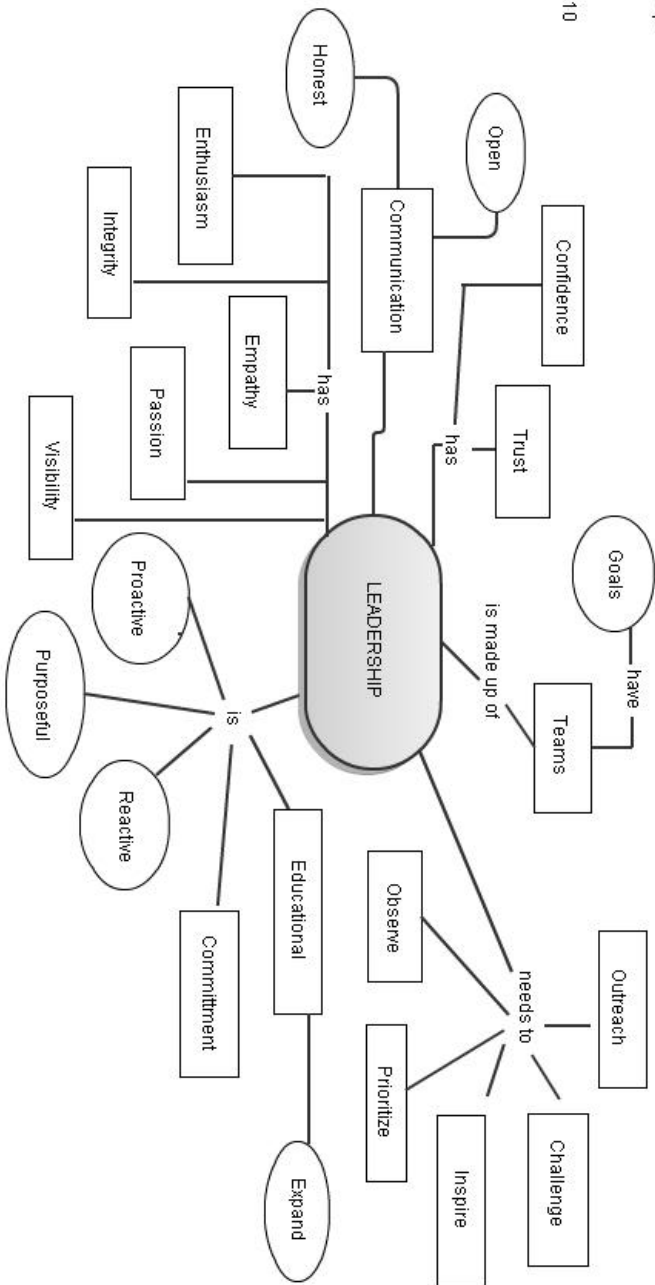 have
Outreach
Goals
10
Confidence
Teams
Challenge
Trust
needs to
Open
is made up of
has
Inspire
Communication
Observe
Prioritize
LEADERSHIP
Honest
has
Educational
Expand
Empathy
is
Enthusiasm
Committment
Passion
Proactive
Reactive
Integrity
Visibility
Purposeful